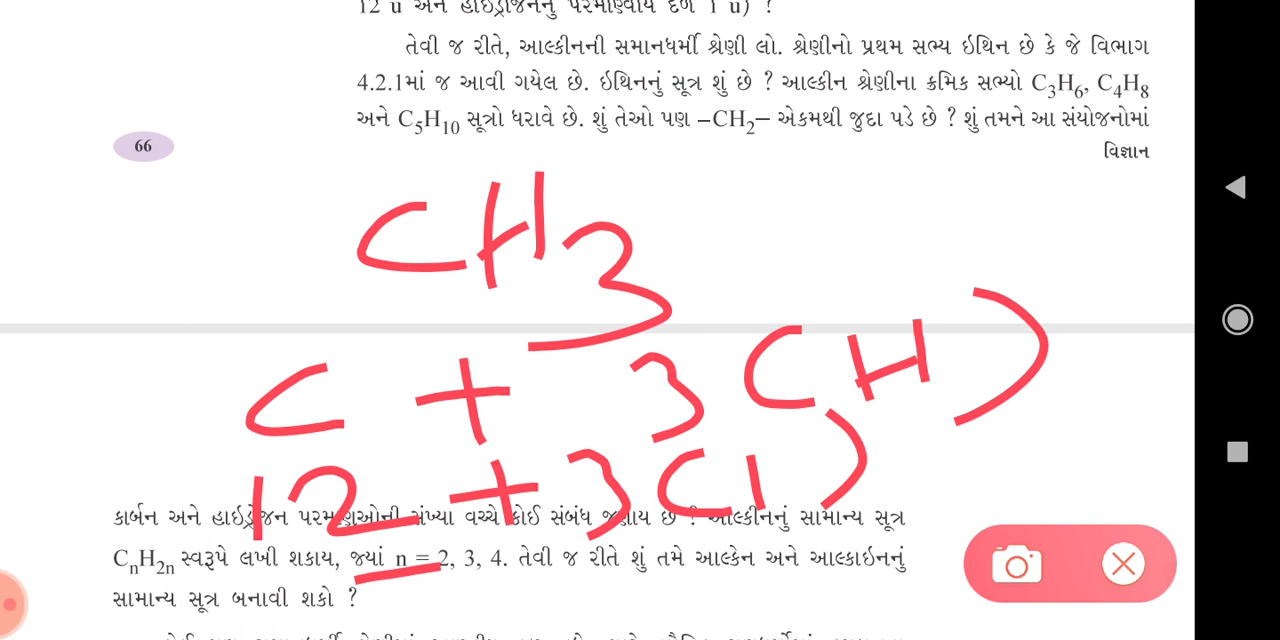 12 u અને હાઇડ્રોજનનું પરમાણ્વીય દળ 1 u) ?
તેવી જ રીતે, આલ્કીનની સમાનધર્મી શ્રેણી લો. શ્રેણીનો પ્રથમ સભ્ય ઇથિન છે કે જે વિભાગ
4.2.1માં જ આવી ગયેલ છે. ઇથિનનું સૂત્ર શું છે ? આલ્કીન શ્રેણીના ક્રમિક સભ્યો C₃H₆, C₄H₈
અને C₅H₁₀ સૂત્રો ધરાવે છે. શું તેઓ પણ –CH₂– એકમથી જુદા પડે છે ? શું તમને આ સંયોજનોમાં
66
વિજ્ઞાન
CH3
C + 3(H)
12 + 3(1)
કાર્બન અને હાઇડ્રોજન પરમાણુઓની સંખ્યા વચ્ચે કોઈ સંબંધ જણાય છે ? આલ્કીનનું સામાન્ય સૂત્ર
CₙH₂ₙ સ્વરૂપે લખી શકાય, જ્યાં n = 2, 3, 4. તેવી જ રીતે શું તમે આલ્કેન અને આલ્કાઇનનું
સામાન્ય સૂત્ર બનાવી શકો ?